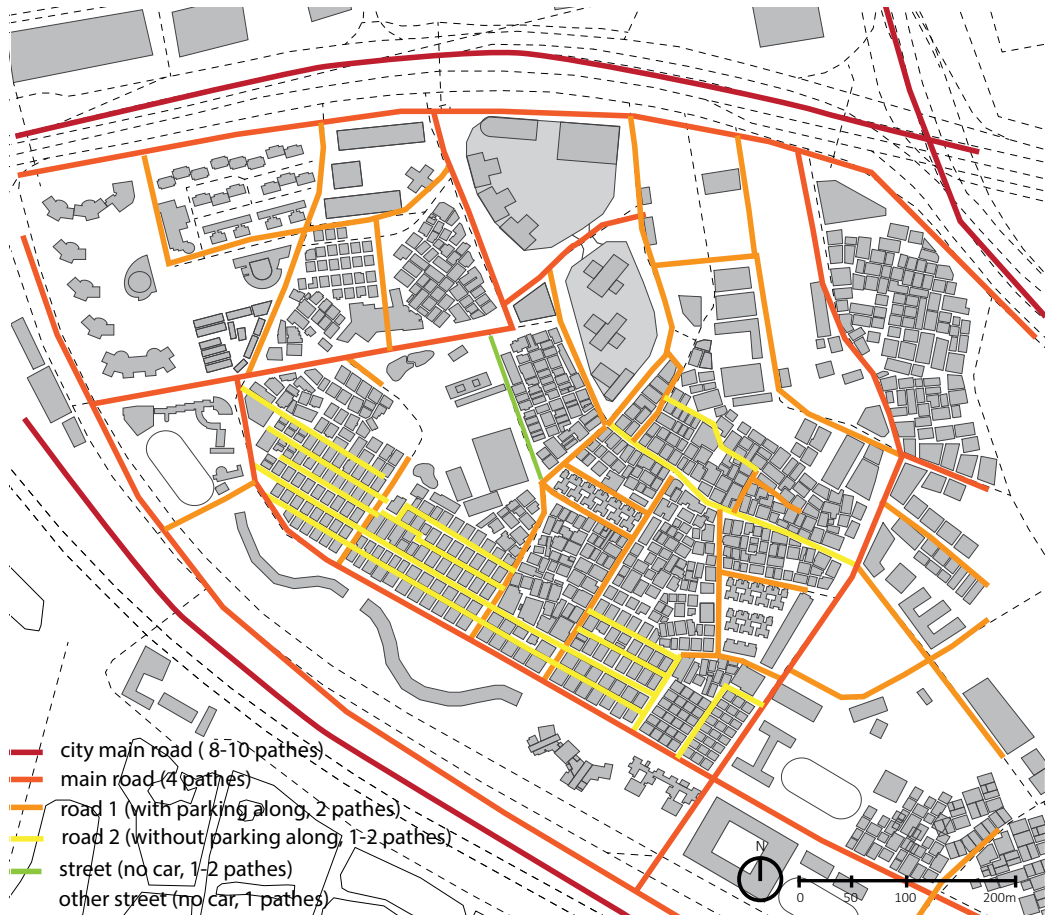 city main road ( 8-10 pathes)
main road (4 pathes)
road 1 (with parking along, 2 pathes)
road 2 (without parking along, 1-2 pathes)
street (no car, 1-2 pathes)
other street (no car, 1 pathes)
N
0 50 100 200m